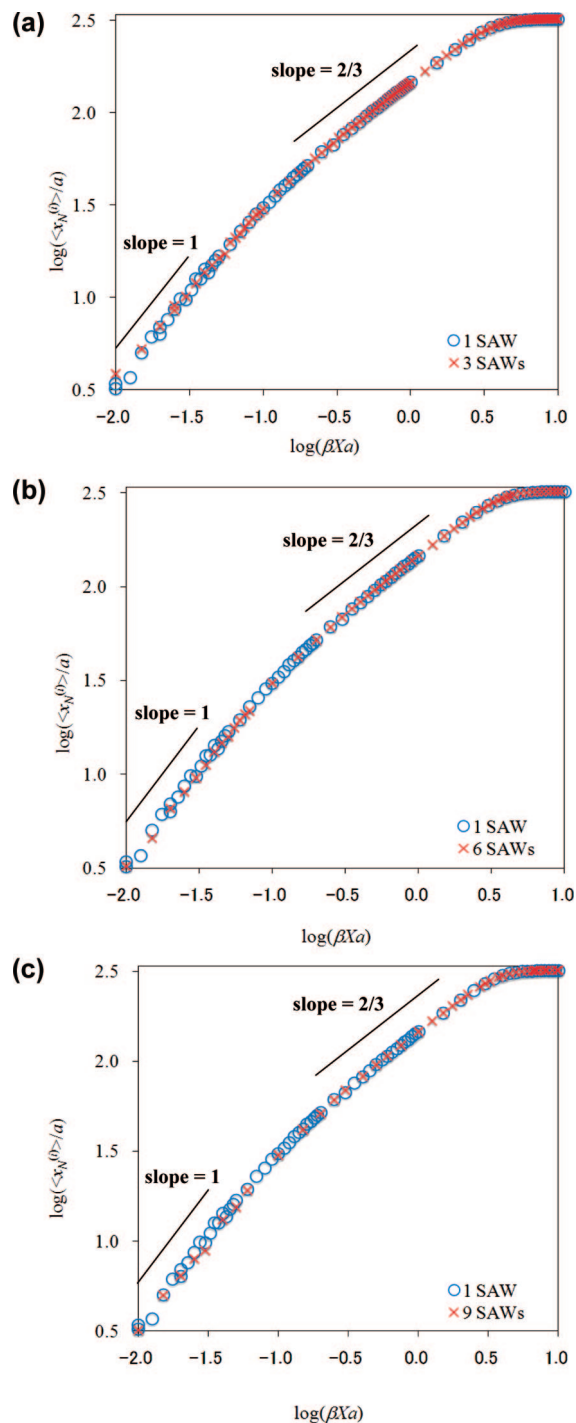 (a)
2.5
slope = 2/3
2.0
log(<x_N^(i)>/a)
1.5
slope = 1
1.0
1 SAW
3 SAWs
0.5
-2.0 -1.5 -1.0 -0.5 0.0 0.5 1.0
log(βXa)
(b)
2.5
slope = 2/3
2.0
log(<x_N^(i)>/a)
1.5
slope = 1
1.0
1 SAW
6 SAWs
0.5
-2.0 -1.5 -1.0 -0.5 0.0 0.5 1.0
log(βXa)
(c)
2.5
slope = 2/3
2.0
log(<x_N^(i)>/a)
1.5
slope = 1
1.0
1 SAW
9 SAWs
0.5
-2.0 -1.5 -1.0 -0.5 0.0 0.5 1.0
log(βXa)